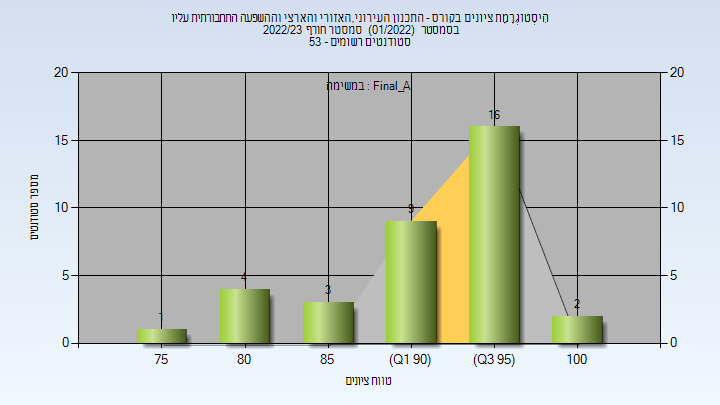 היסטוגרמת ציונים בקורס - התכנון העירוני,האזורי והארצי וההשפעה התחבורתית עליו
בסמסטר (01/2022) סמסטר חורף 2022/23
סטודנטים רשומים - 53
במשימה : Final_A
מספר סטודנטים
20
15
10
5
0
20
15
10
5
0
1
4
3
9
16
2
75
80
85
(Q1 90)
(Q3 95)
100
טווח ציונים